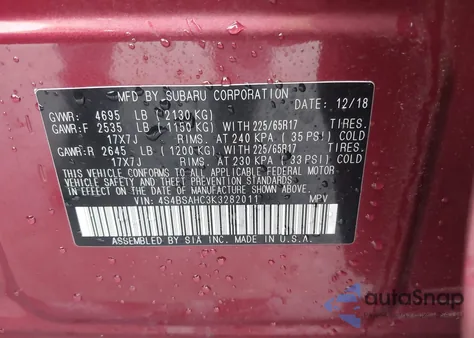 MFD BY SUBARU CORPORATION
GVWR: 4695 LB ( 2130 KG) DATE: 12/18
GAWR:F 2535 LB ( 1150 KG) WITH 225/65R17 TIRES.
17X7J RIMS. AT 240 KPA ( 35 PSI) COLD
GAWR:R 2645 LB ( 1200 KG) WITH 225/65R17 TIRES.
17X7J RIMS. AT 230 KPA ( 33 PSI) COLD
THIS VEHICLE CONFORMS TO ALL APPLICABLE FEDERAL MOTOR
VEHICLE SAFETY, BUMPER, AND THEFT PREVENTION STANDARDS
IN EFFECT ON THE DATE OF MANUFACTURE SHOWN ABOVE.
VIN: 4S4BSAHC3K3282011 MPV
ASSEMBLED BY SIA INC. MADE IN U.S.A.
autoSnap